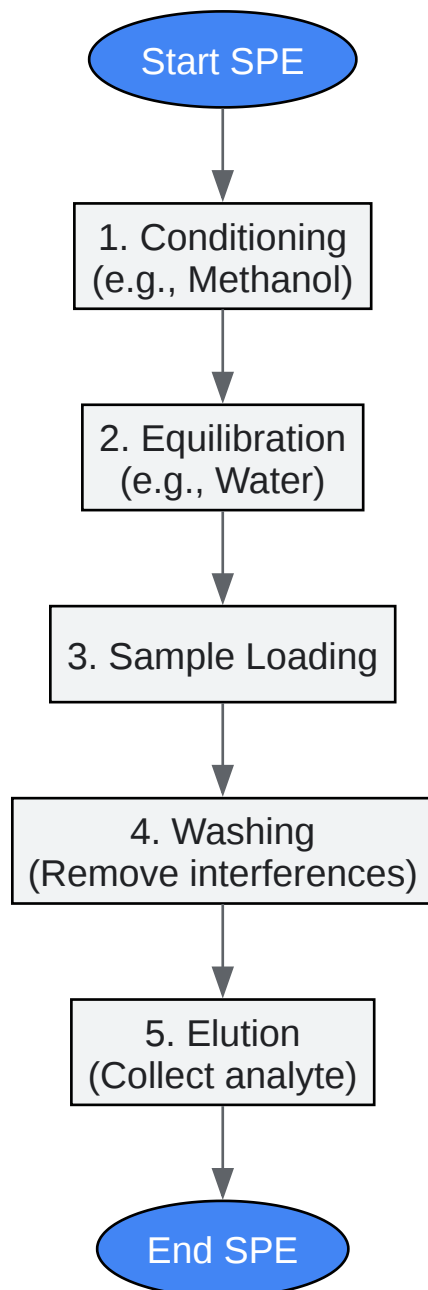 Start SPE
1. Conditioning
(e.g., Methanol)
2. Equilibration
(e.g., Water)
3. Sample Loading
4. Washing
(Remove interferences)
5. Elution
(Collect analyte)
End SPE